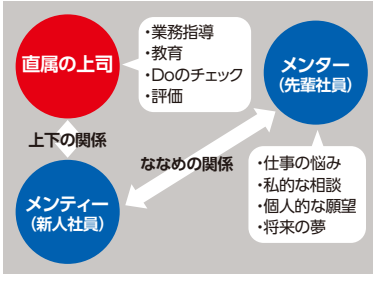 直属の上司
・業務指導
・教育
・Doのチェック
・評価
メンター
(先輩社員)
上下の関係
ななめの関係
メンティー
(新人社員)
・仕事の悩み
・私的な相談
・個人的な願望
・将来の夢